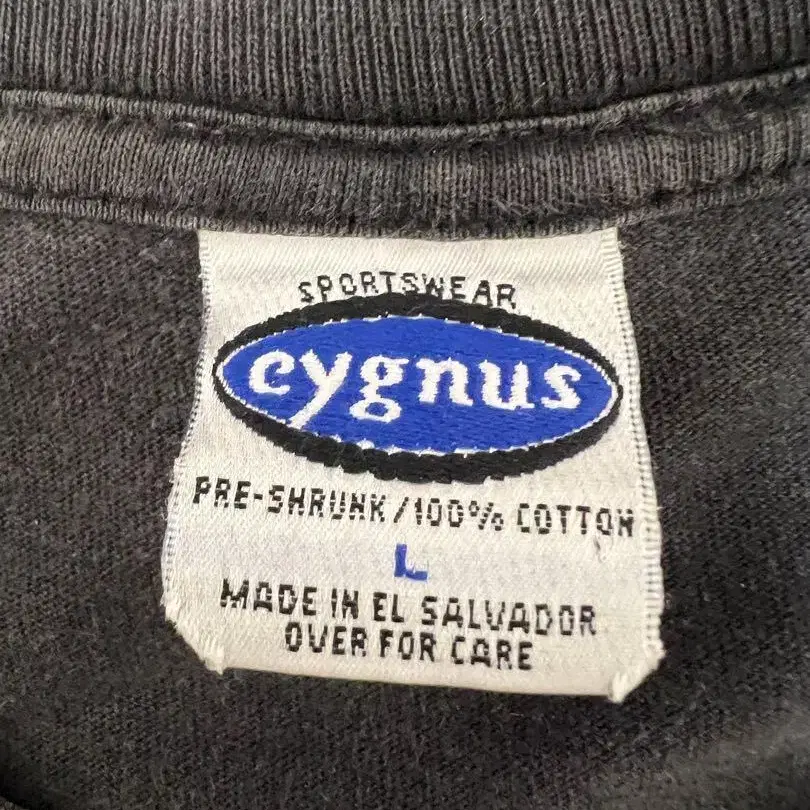 SPORTSWEAR
cygnus
PRE-SHRUNK/100% COTTON
L
MADE IN EL SALVADOR
OVER FOR CARE